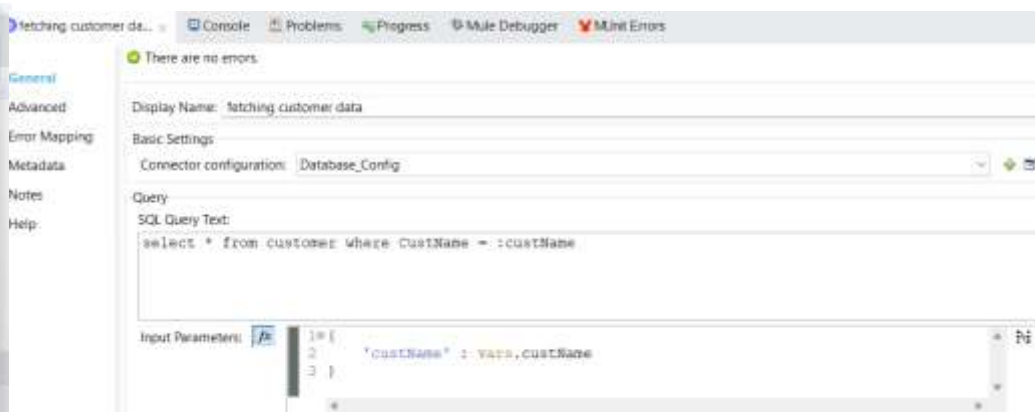 fetching customer da...
Console
Problems
Progress
Mule Debugger
MUnit Errors
There are no errors.
General
Advanced
Error Mapping
Metadata
Notes
Help
Display Name: fetching customer data
Basic Settings
Connector configuration: Database_Config
Query
SQL Query Text:
select * from customer where CustName = :custName
Input Parameters: fx
1 {
2 "custName" : vars.custName
3 }